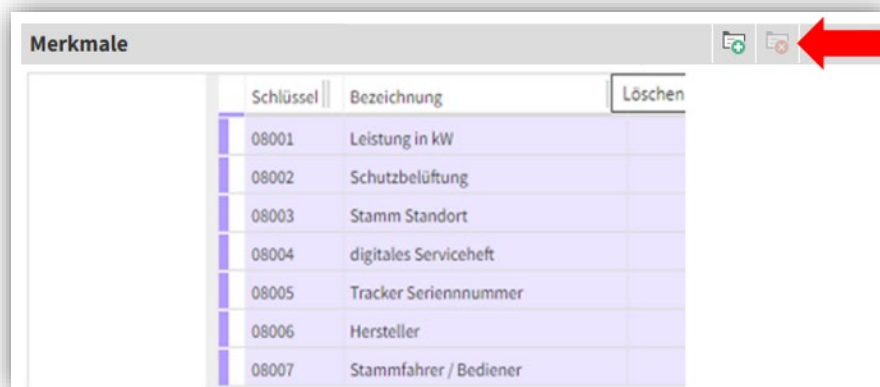 Merkmale
Schlüssel Bezeichnung Löschen
08001 Leistung in kW
08002 Schutzbelüftung
08003 Stamm Standort
08004 digitales Serviceheft
08005 Tracker Seriennnummer
08006 Hersteller
08007 Stammfahrer / Bediener